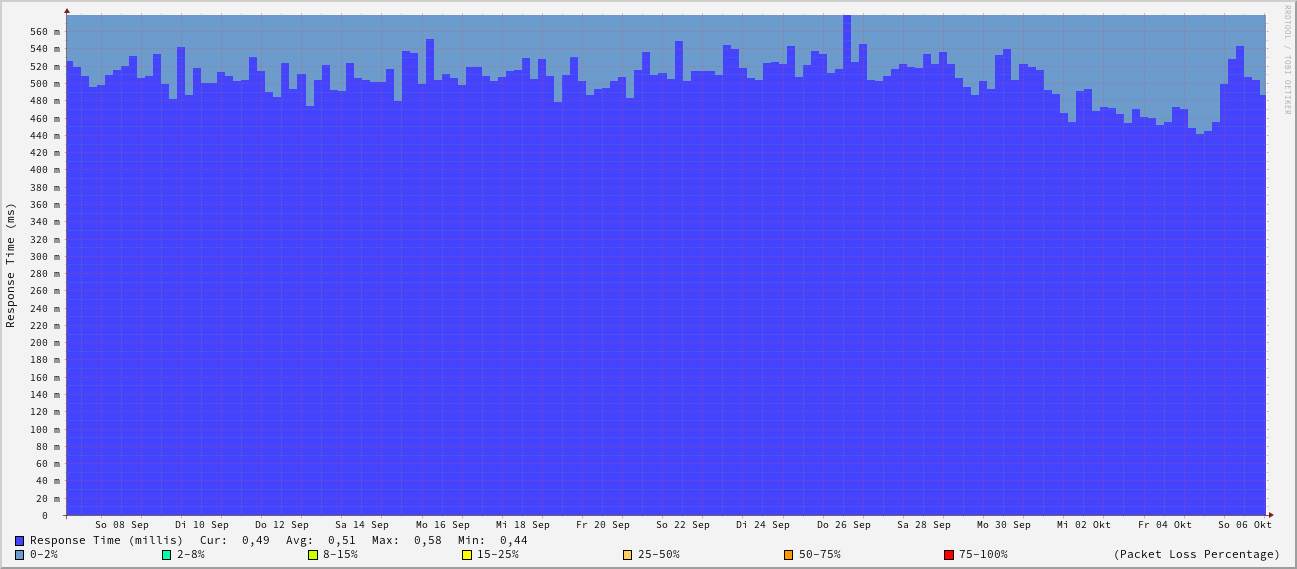 RRDTOOL / TOBI OETIKER
Response Time (ms)
560 m
540 m
520 m
500 m
480 m
460 m
440 m
420 m
400 m
380 m
360 m
340 m
320 m
300 m
280 m
260 m
240 m
220 m
200 m
180 m
160 m
140 m
120 m
100 m
80 m
60 m
40 m
20 m
0
So 08 Sep Di 10 Sep Do 12 Sep Sa 14 Sep Mo 16 Sep Mi 18 Sep Fr 20 Sep So 22 Sep Di 24 Sep Do 26 Sep Sa 28 Sep Mo 30 Sep Mi 02 Okt Fr 04 Okt So 06 Okt
Response Time (millis) Cur: 0,49 Avg: 0,51 Max: 0,58 Min: 0,44
0-2% 2-8% 8-15% 15-25% 25-50% 50-75% 75-100% (Packet Loss Percentage)